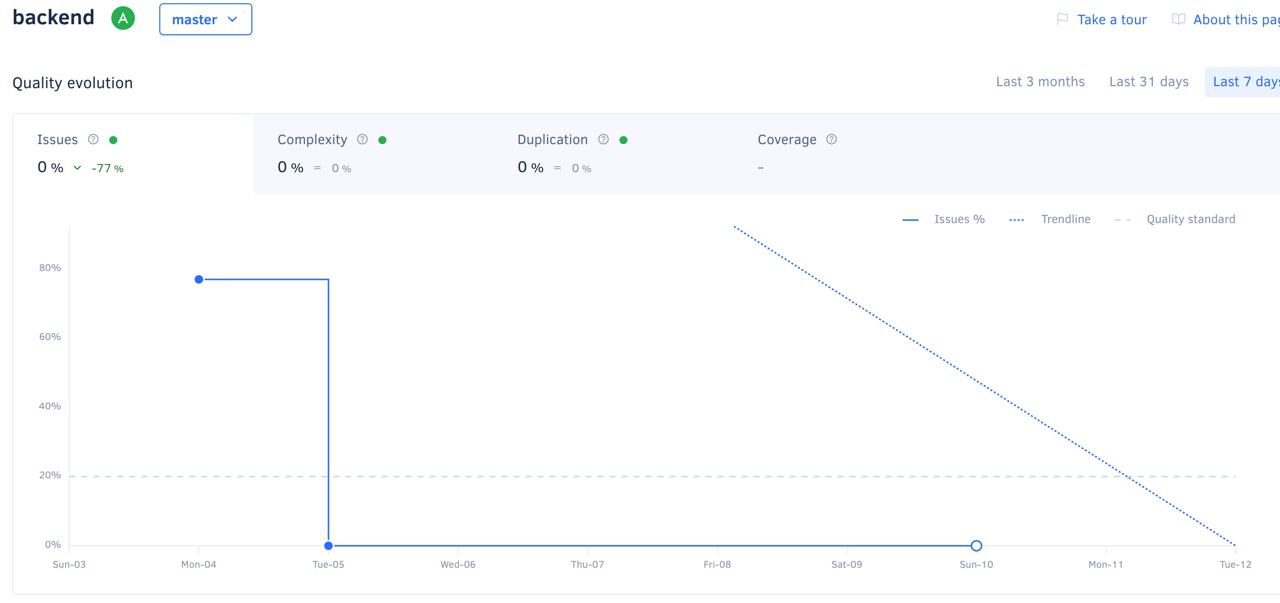 backend A master Take a tour About this pag
Quality evolution Last 3 months Last 31 days Last 7 days
Issues Complexity Duplication Coverage
0 % -77 % 0 % = 0 % 0 % = 0 % -
Issues % Trendline Quality standard
80%
60%
40%
20%
0%
Sun-03 Mon-04 Tue-05 Wed-06 Thu-07 Fri-08 Sat-09 Sun-10 Mon-11 Tue-12